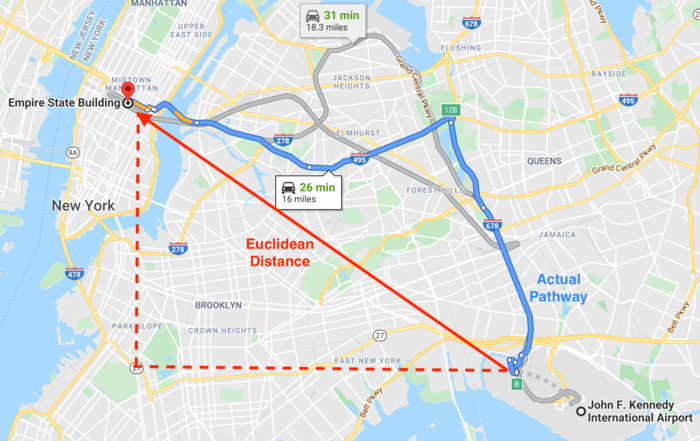 MANHATTAN
31 min
18.3 miles
NEW JERSEY
NEW YORK
UPPER
EAST SIDE
Grand Central Pkwy
678
FLUSHING
BAYSIDE
495
MIDTOWN
MANHATTAN
Empire State Building
JACKSON
HEIGHTS
12B
278
ELMHURST
495
9A
QUEENS
Grand Central Pkwy
26 min
16 miles
FOREST HILLS
New York
678
JAMAICA
278
Euclidean
Distance
478
Actual
Pathway
BROOKLYN
PARK SLOPE
CROWN HEIGHTS
27
Belt Pkwy
27
EAST NEW YORK
B
Belt Pkwy
John F. Kennedy
International Airport